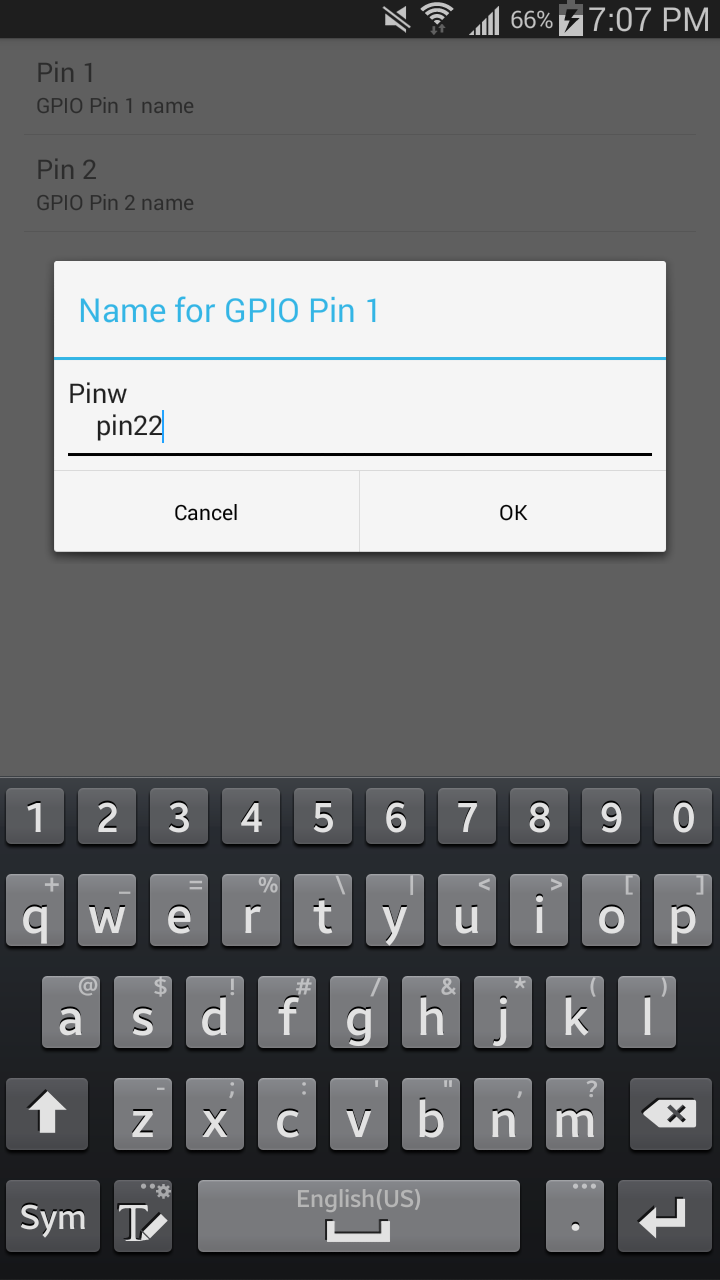 66% 7:07 PM
Pin 1
GPIO Pin 1 name
Pin 2
GPIO Pin 2 name
Name for GPIO Pin 1
Pinw
pin22
Cancel OK
1 2 3 4 5 6 7 8 9 0
+ _ = % \ | < > [ ]
q w e r t y u i o p
@ $ ! # / & * ( )
a s d f g h j k l
- ; : ' " , ?
z x c v b n m
English(US)
Sym T .